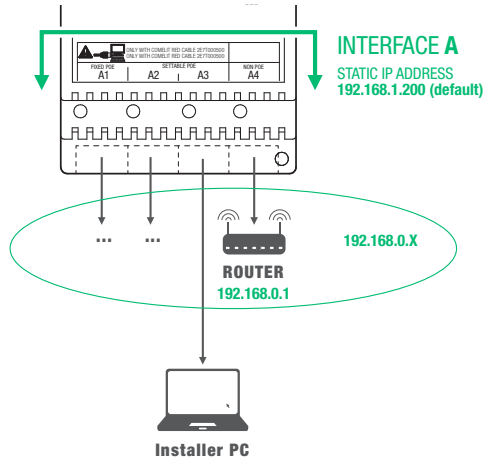 ...
ONLY WITH COMELIT RED CABLE 2E7T000500
ONLY WITH COMELIT RED CABLE 2E7T000500
FIXED POE
SETTABLE POE
NON POE
A1
A2
A3
A4
INTERFACE A
STATIC IP ADDRESS
192.168.1.200 (default)
...
...
192.168.0.X
ROUTER
192.168.0.1
Installer PC